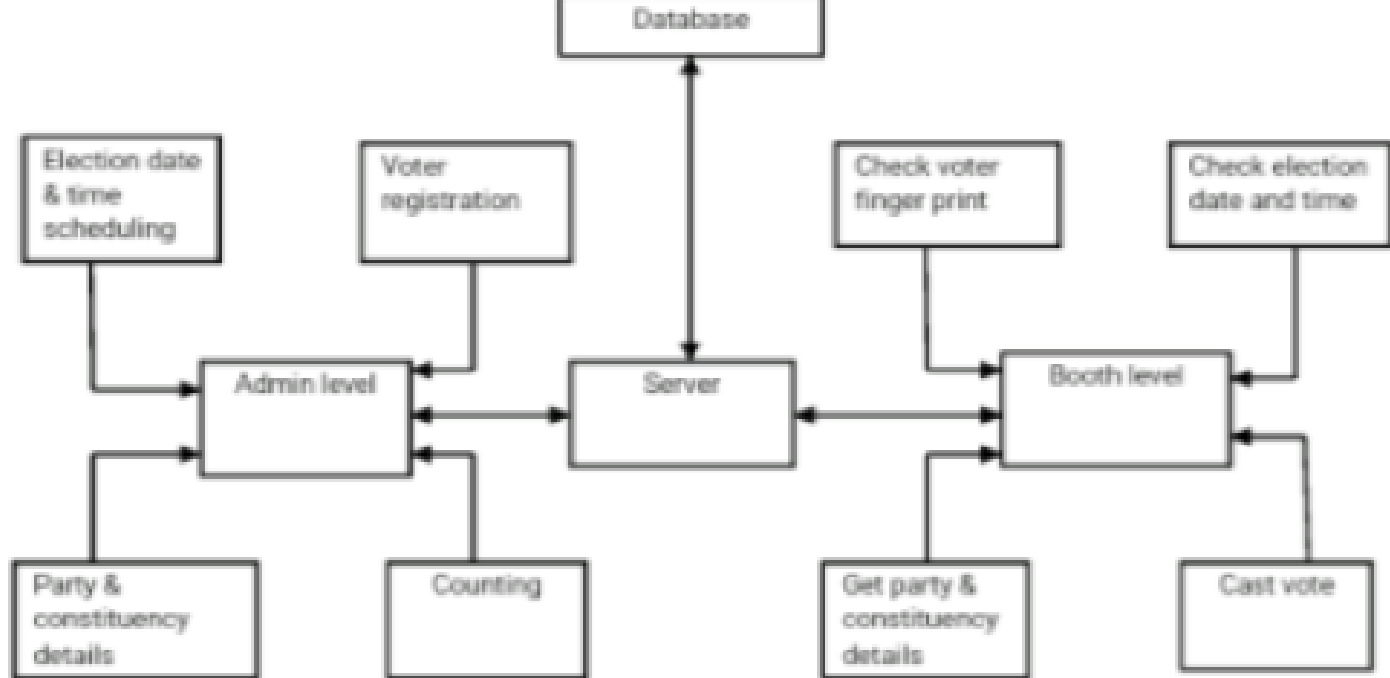 Database
Election date
& time
scheduling
Voter
registration
Check voter
finger print
Check election
date and time
Admin level
Server
Booth level
Party &
constituency
details
Counting
Get party &
constituency
details
Cast vote